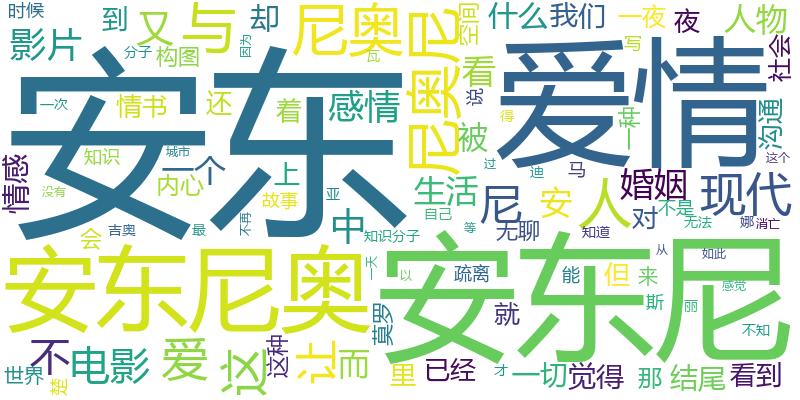 时候
影片
到
又
与
分子
构图
却
因为
尼奥
瓦
尼奥尼
空间
什么
我们
写
一夜
夜
人物
社会
安东
爱情
一次
情书
还
着
感情
看
说
被
得
一种
沟通
情感
知识
城市
一个
内心
没有
上
故事
亚
会
吉奥
最
不再
中
知识分子
生活
自己
尼
等
无聊
过
迪
马
安
知道
人
婚姻
对
不是
无法
现代
这个
娜
消亡
安东尼奥
一天
以
安东尼
疏离
能
但
来
从
如此
感觉
斯
丽
不知
不
电影
爱
这
这种
让
而
莫罗
里
已经
就
才
一切
觉得
那
结尾
看到
世界
楚